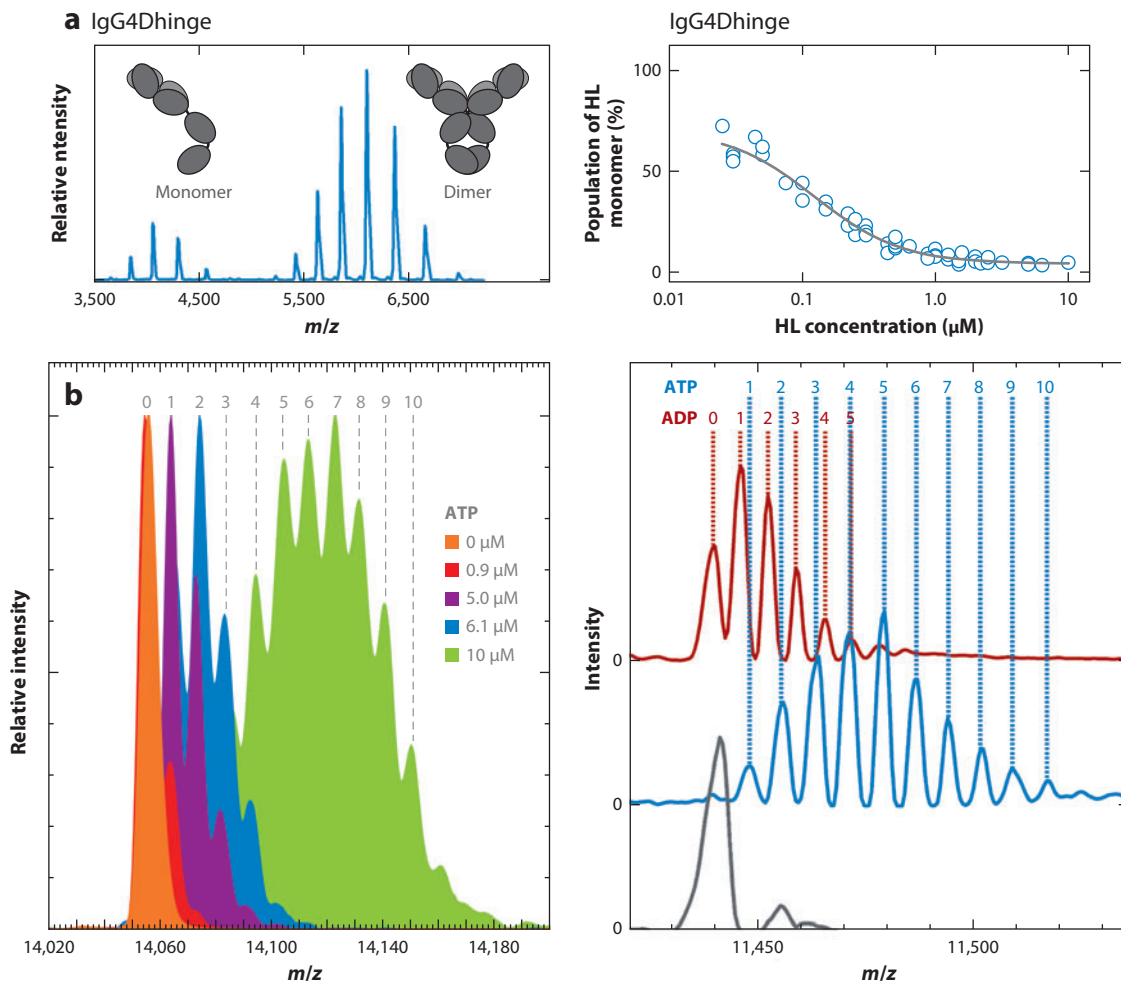 a IgG4Dhinge
Relative ntensity
Monomer
Dimer
3,500 4,500 5,500 6,500
m/z
IgG4Dhinge
Population of HL
monomer (%)
100
50
0
0.01 0.1 1.0 10
HL concentration (µM)
b
0 1 2 3 4 5 6 7 8 9 10
ATP
0 µM
0.9 µM
5.0 µM
6.1 µM
10 µM
Relative intensity
14,020 14,060 14,100 14,140 14,180
m/z
ATP 1 2 3 4 5 6 7 8 9 10
ADP 0 1 2 3 4 5
Intensity
0
0
0
11,450 11,500
m/z